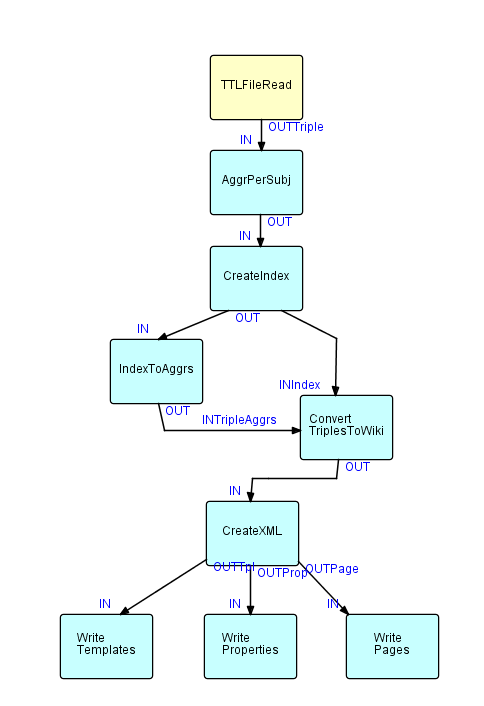 TTLFileRead
OUTTriple
IN
AggrPerSubj
OUT
IN
CreateIndex
OUT
IN
IndexToAggrs
INIndex
OUT
INTripleAggrs
Convert
TriplesToWiki
OUT
IN
CreateXML
OUTTpl
OUTProp
OUTPage
IN
IN
IN
Write
Templates
Write
Properties
Write
Pages